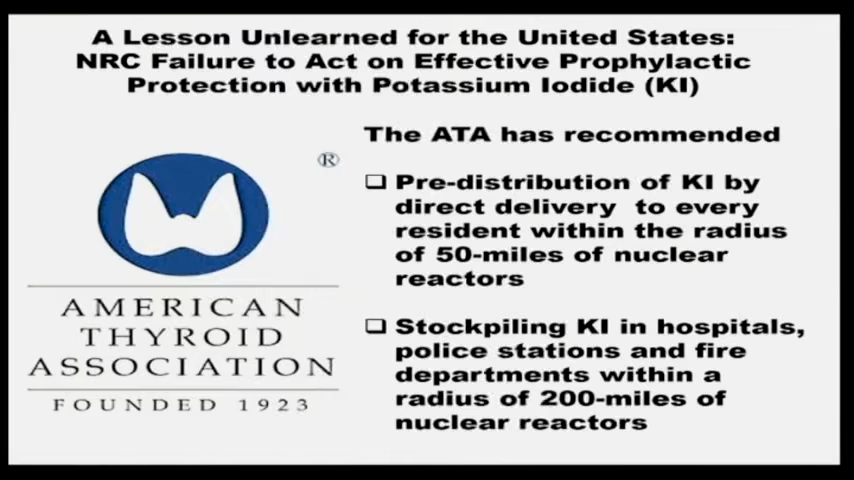 A Lesson Unlearned for the United States:
NRC Failure to Act on Effective Prophylactic
Protection with Potassium Iodide (KI)
The ATA has recommended
Pre-distribution of KI by
direct delivery to every
resident within the radius
of 50-miles of nuclear
reactors
Stockpiling KI in hospitals,
police stations and fire
departments within a
radius of 200-miles of
nuclear reactors
®
AMERICAN
THYROID
ASSOCIATION
FOUNDED 1923